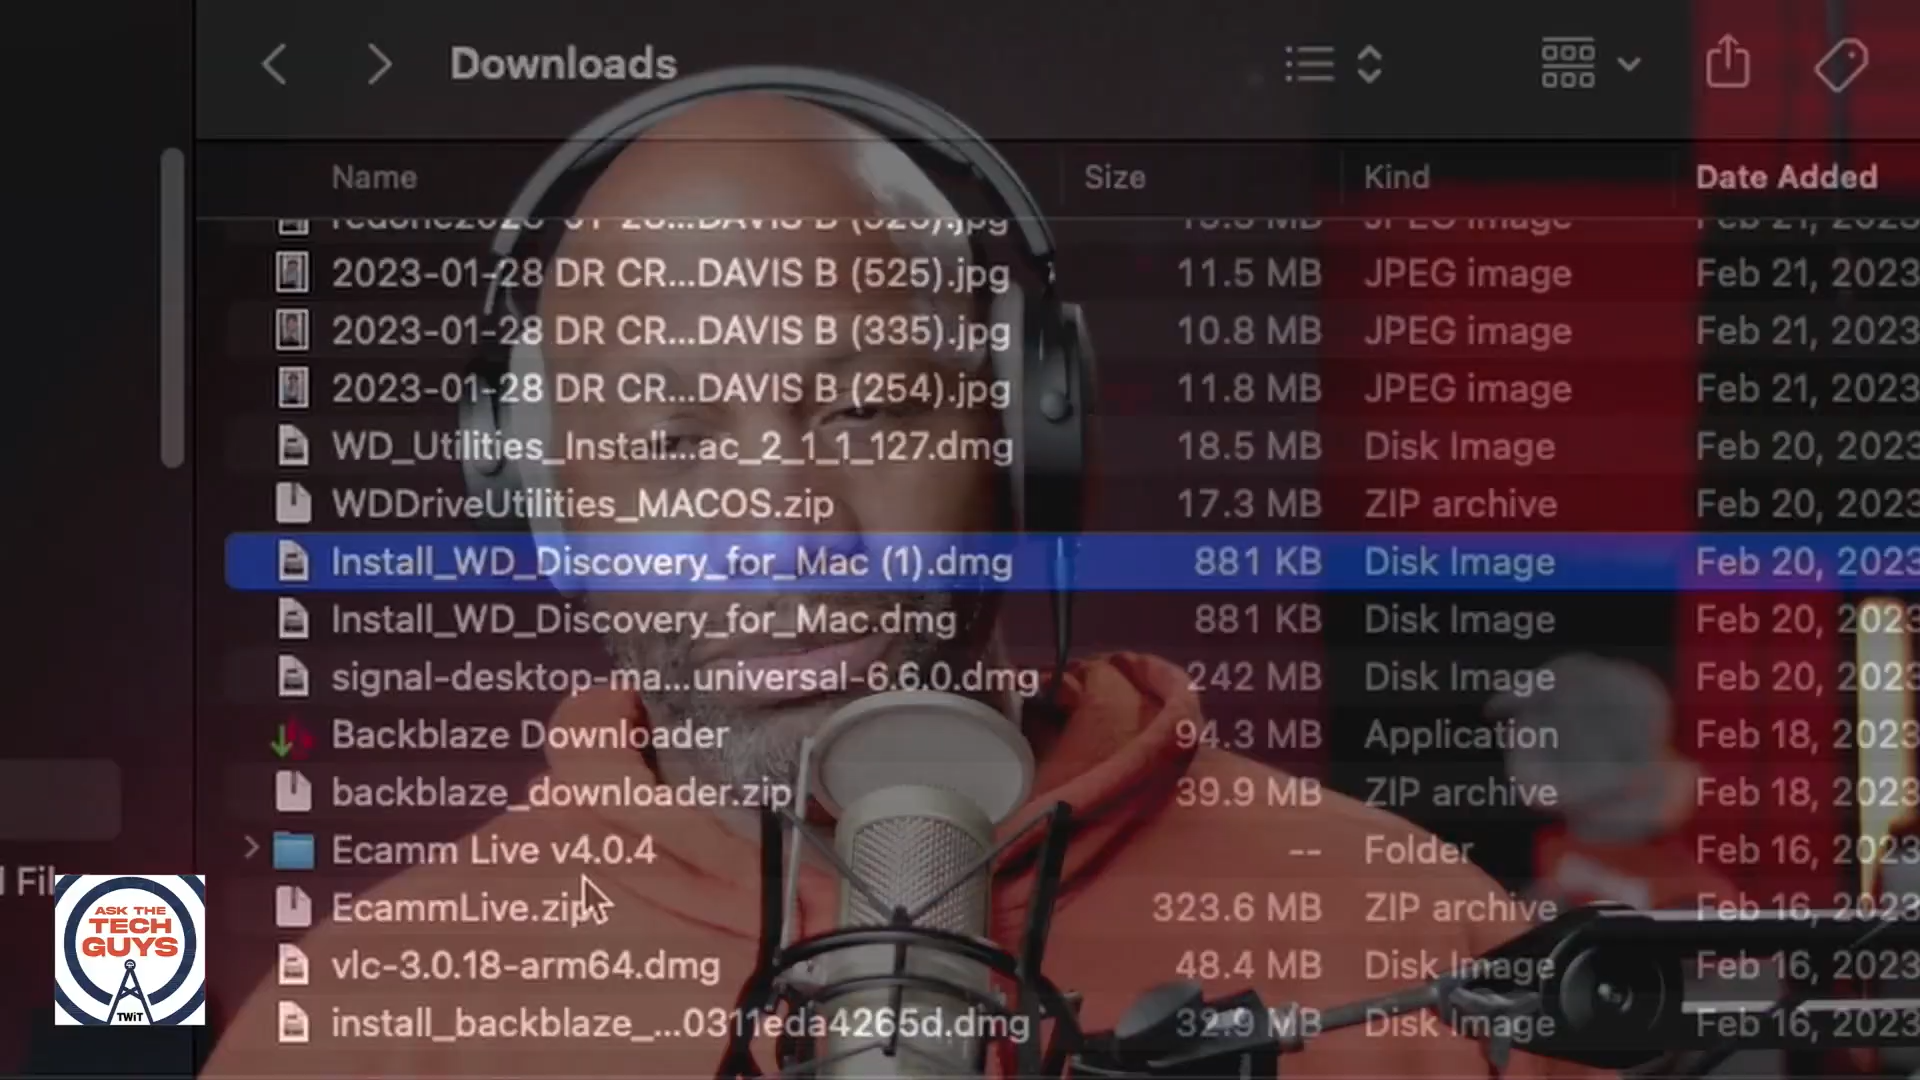 Downloads
Name Size Kind Date Added
2023-01-28 DR CR...DAVIS B (525).jpg 11.5 MB JPEG image Feb 21, 2023
2023-01-28 DR CR...DAVIS B (335).jpg 10.8 MB JPEG image Feb 21, 2023
2023-01-28 DR CR...DAVIS B (254).jpg 11.8 MB JPEG image Feb 21, 2023
WD_Utilities_Install...ac_2_1_1_127.dmg 18.5 MB Disk Image Feb 20, 2023
WDDriveUtilities_MACOS.zip 17.3 MB ZIP archive Feb 20, 2023
Install_WD_Discovery_for_Mac (1).dmg 881 KB Disk Image Feb 20, 2023
Install_WD_Discovery_for_Mac.dmg 881 KB Disk Image Feb 20, 2023
signal-desktop-ma...universal-6.6.0.dmg 242 MB Disk Image Feb 20, 2023
Backblaze Downloader 94.3 MB Application Feb 18, 2023
backblaze_downloader.zip 39.9 MB ZIP archive Feb 18, 2023
Ecamm Live v4.0.4 -- Folder Feb 16, 2023
EcammLive.zip 323.6 MB ZIP archive Feb 16, 2023
vlc-3.0.18-arm64.dmg 48.4 MB Disk Image Feb 16, 2023
install_backblaze_...0311eda4265d.dmg 32.9 MB Disk Image Feb 16, 2023
ASK THE
TECH
GUYS
TWiT